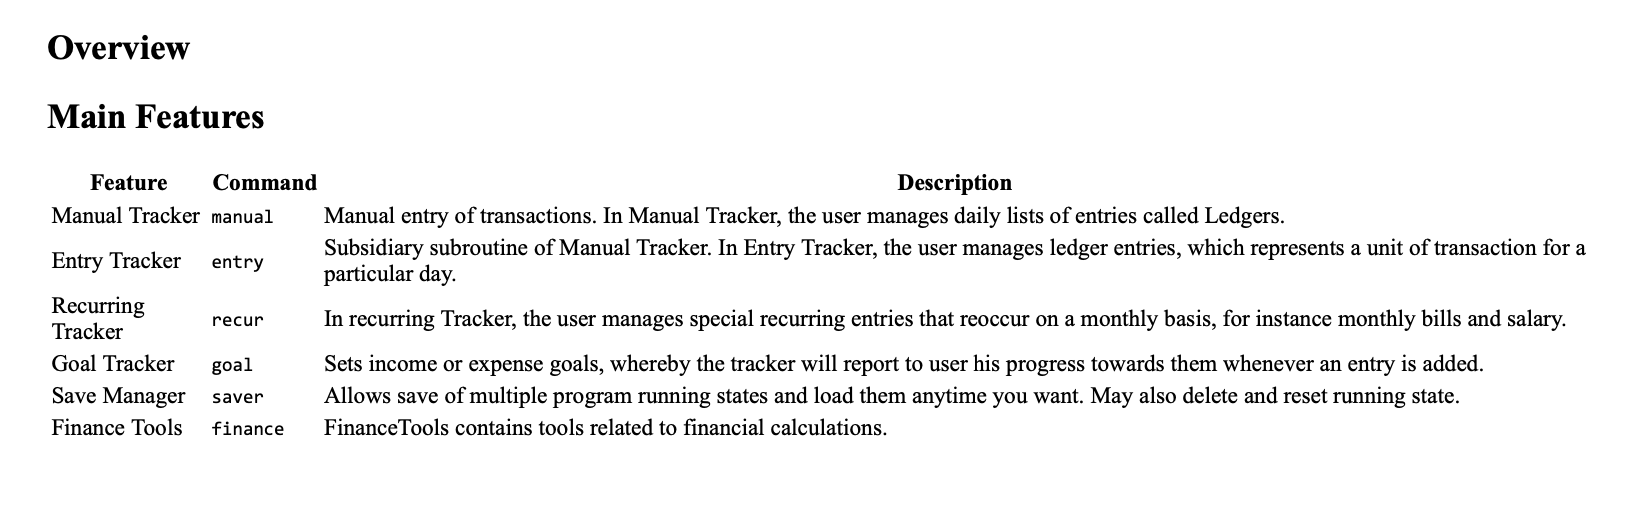 Overview
Main Features
Feature Command Description
Manual Tracker manual Manual entry of transactions. In Manual Tracker, the user manages daily lists of entries called Ledgers.
Entry Tracker entry Subsidiary subroutine of Manual Tracker. In Entry Tracker, the user manages ledger entries, which represents a unit of transaction for a
particular day.
Recurring
Tracker recur In recurring Tracker, the user manages special recurring entries that reoccur on a monthly basis, for instance monthly bills and salary.
Goal Tracker goal Sets income or expense goals, whereby the tracker will report to user his progress towards them whenever an entry is added.
Save Manager saver Allows save of multiple program running states and load them anytime you want. May also delete and reset running state.
Finance Tools finance FinanceTools contains tools related to financial calculations.